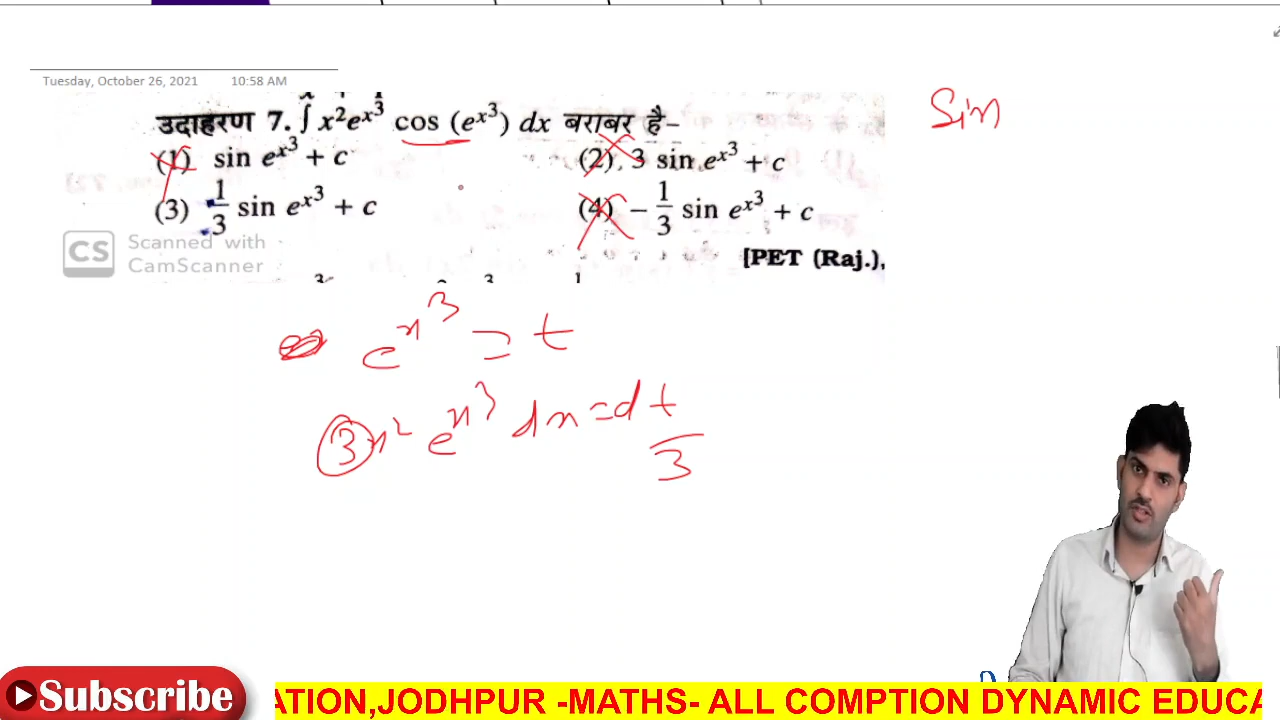 Tuesday, October 26, 2021 10:58 AM
उदाहरण 7. ∫ x²e^{x³} cos (e^{x³}) dx बराबर है–
(1) sin e^{x³} + c
(2) 3 sin e^{x³} + c
(3) 1/3 sin e^{x³} + c
(4) – 1/3 sin e^{x³} + c
[PET (Raj.),
CS Scanned with
CamScanner
Sin
e^{x³} = t
3x² e^{x³} dx = dt/3
Subscribe
ATION,JODHPUR -MATHS- ALL COMPTION DYNAMIC EDUCA